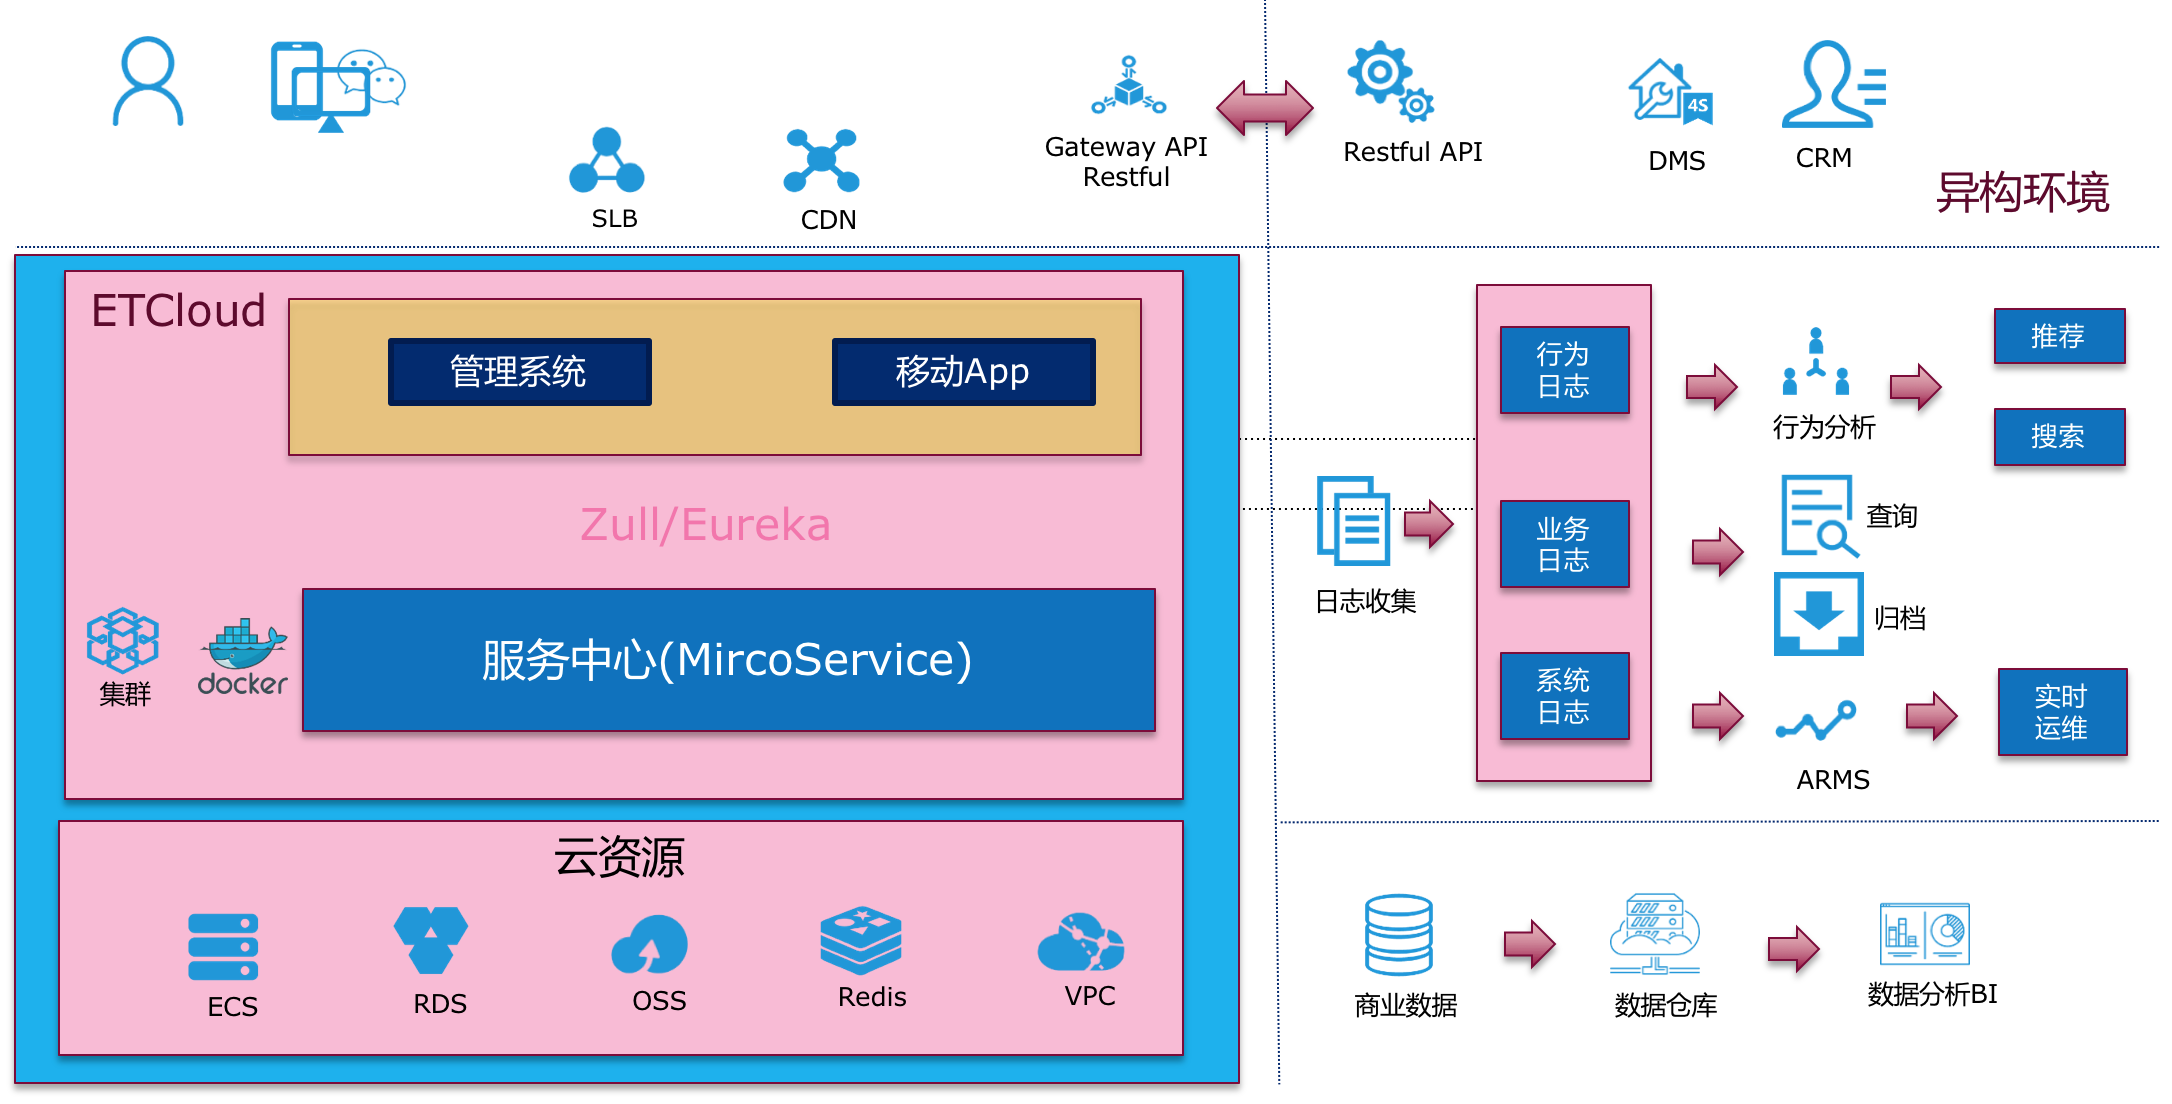 Gateway API
Restful
Restful API
4S
DMS
CRM
异构环境
SLB
CDN
ETCloud
管理系统
移动App
Zull/Eureka
集群
docker
服务中心(MircoService)
云资源
ECS
RDS
OSS
Redis
VPC
日志收集
行为
日志
业务
日志
系统
日志
行为分析
推荐
搜索
查询
归档
ARMS
实时
运维
商业数据
数据仓库
数据分析BI